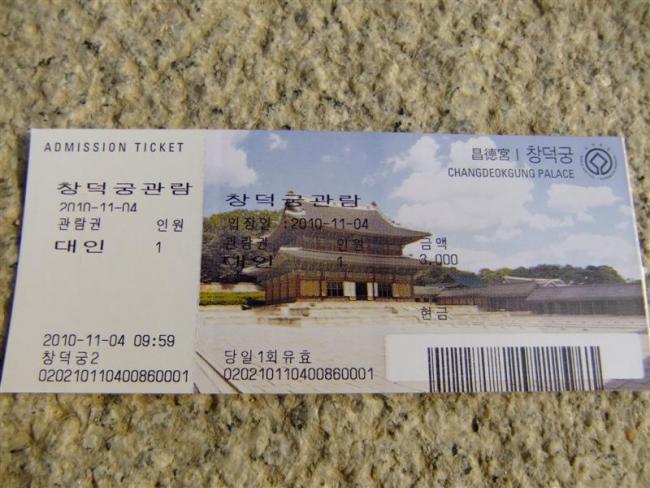 ADMISSION TICKET
창덕궁관람
2010-11-04
관람권 인원
대인 1
2010-11-04 09:59
창덕궁2
020210110400860001
昌德宮 | 창덕궁
CHANGDEOKGUNG PALACE
창덕궁관람
입장일 :2010-11-04
관람권 인원 금액
대인 1 3,000
현금
당일1회유효
020210110400860001